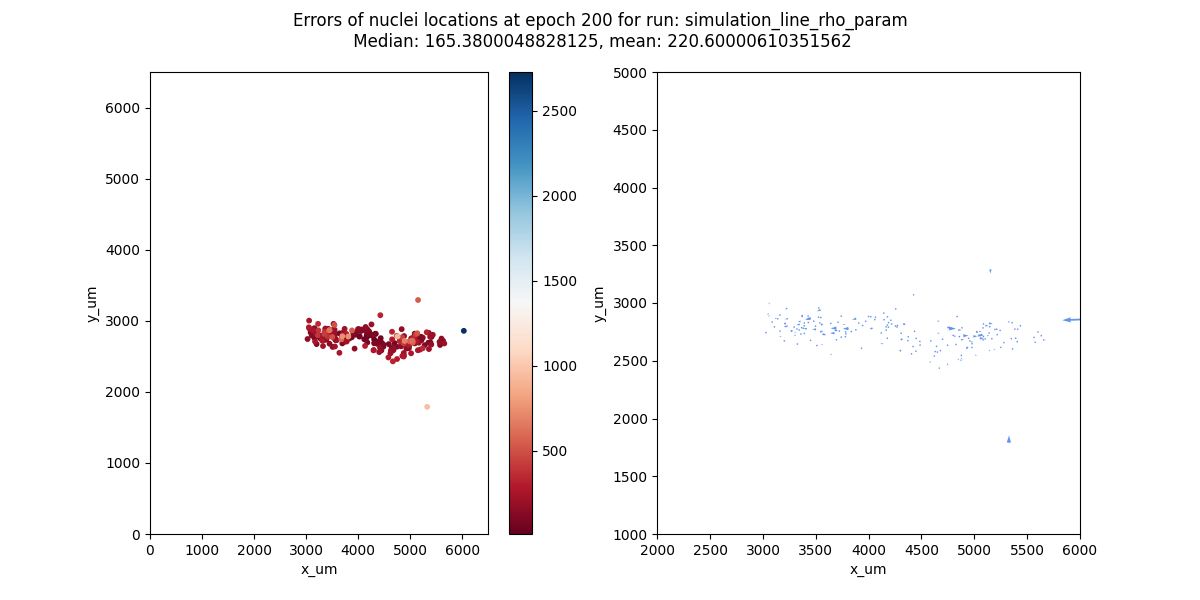 Errors of nuclei locations at epoch 200 for run: simulation_line_rho_param
Median: 165.3800048828125, mean: 220.60000610351562
6000
5000
4000
3000
2000
1000
0
y_um
0 1000 2000 3000 4000 5000 6000
x_um
2500
2000
1500
1000
500
5000
4500
4000
3500
3000
2500
2000
1500
1000
y_um
2000 2500 3000 3500 4000 4500 5000 5500 6000
x_um